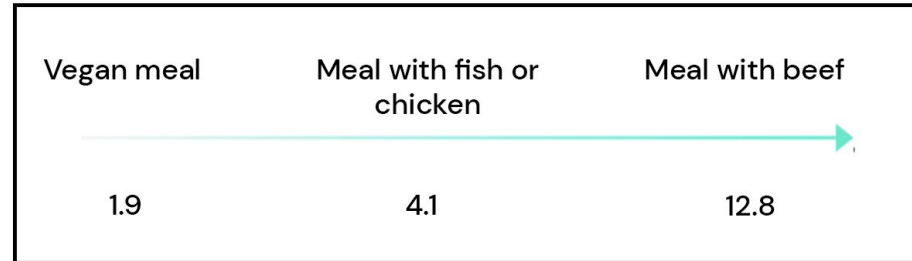 Vegan meal
Meal with fish or
chicken
Meal with beef
1.9
4.1
12.8